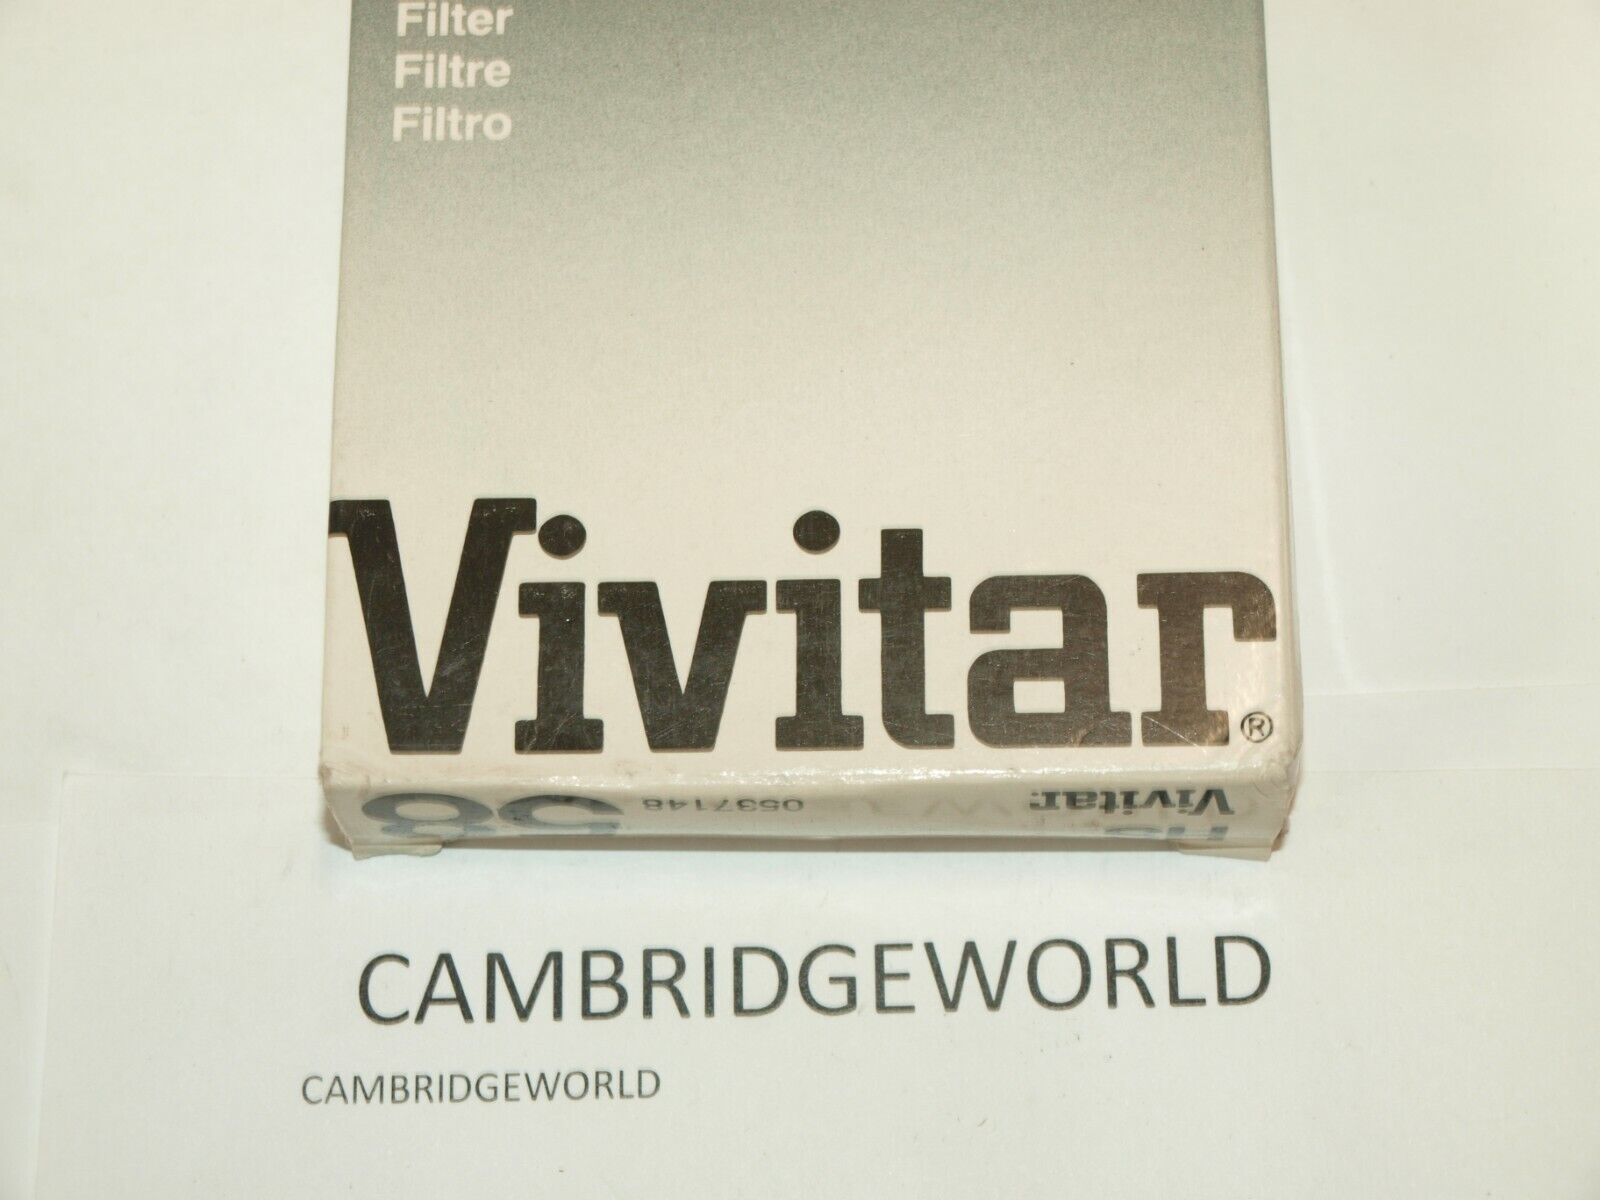 Filter
Filtre
Filtro
Vivitar®
Vivitar. 0537148
CAMBRIDGEWORLD
CAMBRIDGEWORLD